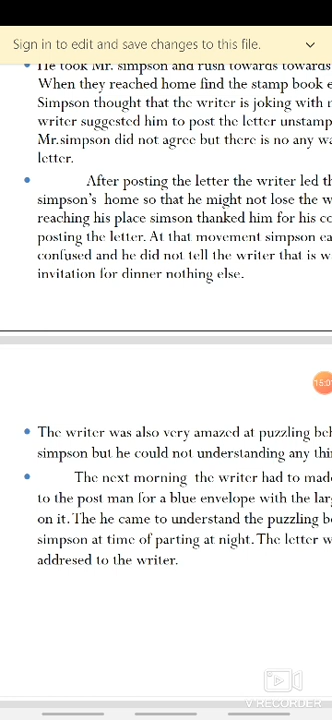 Sign in to edit and save changes to this file.
He took Mr. simpson and rush towards towards
When they reached home find the stamp book e
Simpson thought that the writer is joking with
writer suggested him to post the letter unstamp
Mr.simpson did not agree but there is no any wa
letter.
After posting the letter the writer led th
simpson's home so that he might not lose the w
reaching his place simson thanked him for his co
posting the letter. At that movement simpson ca
confused and he did not tell the writer that is w
invitation for dinner nothing else.
15:0
The writer was also very amazed at puzzling beh
simpson but he could not understanding any thi
The next morning the writer had to mad
to the post man for a blue envelope with the lar
on it. The he came to understand the puzzling b
simpson at time of parting at night. The letter w
addresed to the writer.
V RECORDER